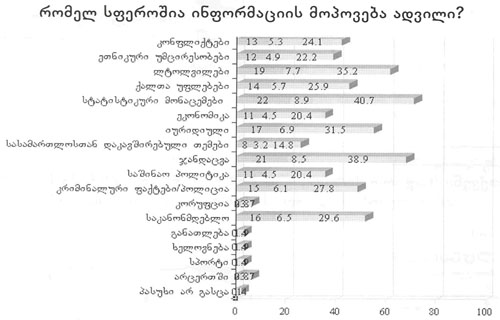 რომელ სფეროშია ინფორმაციის მოპოვება ადვილი?
კონფლიქტები 13 5.3 24.1
ეთნიკური უმცირესობები 12 4.9 22.2
ლტოლვილები 19 7.7 35.2
ქალთა უფლებები 14 5.7 25.9
სტატისტიკური მონაცემები 22 8.9 40.7
ეკონომიკა 11 4.5 20.4
იურიდიული 17 6.9 31.5
სასამართლოსთან დაკავშირებული თემები 8 3.2 14.8
ჯანდაცვა 21 8.5 38.9
საშინაო პოლიტიკა 11 4.5 20.4
კრიმინალური ფაქტები/პოლიცია 15 6.1 27.8
კორუფცია
საკანონმდებლო 16 6.5 29.6
განათლება
ხელოვნება
სპორტი
არცერთში
პასუხი არ გასცა
0 20 40 60 80 100